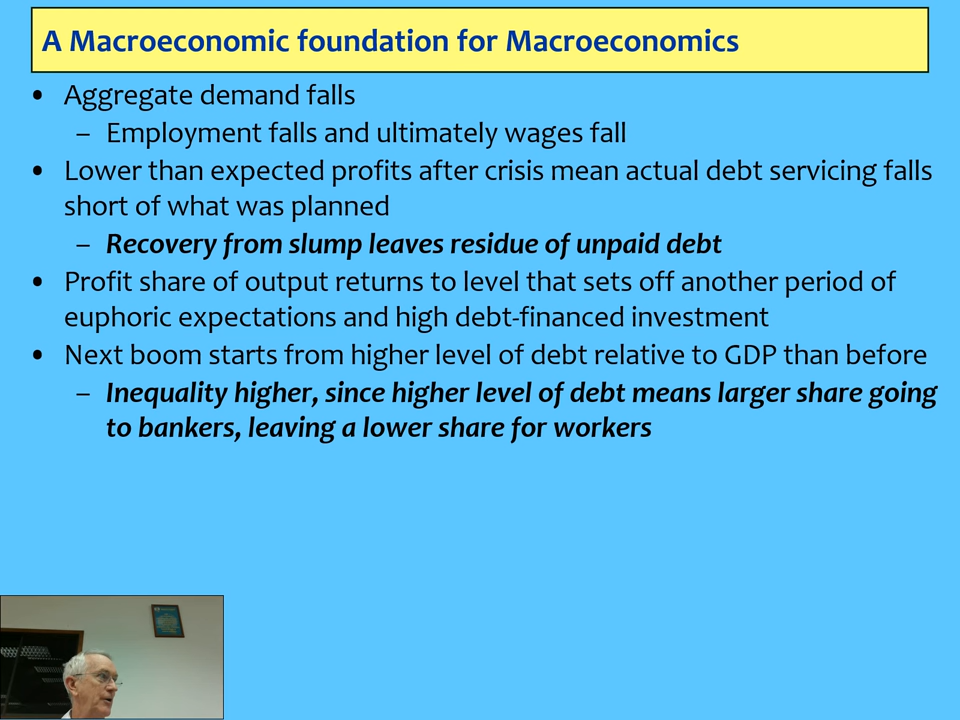 A Macroeconomic foundation for Macroeconomics
• Aggregate demand falls
– Employment falls and ultimately wages fall
• Lower than expected profits after crisis mean actual debt servicing falls
short of what was planned
– Recovery from slump leaves residue of unpaid debt
• Profit share of output returns to level that sets off another period of
euphoric expectations and high debt-financed investment
• Next boom starts from higher level of debt relative to GDP than before
– Inequality higher, since higher level of debt means larger share going
to bankers, leaving a lower share for workers